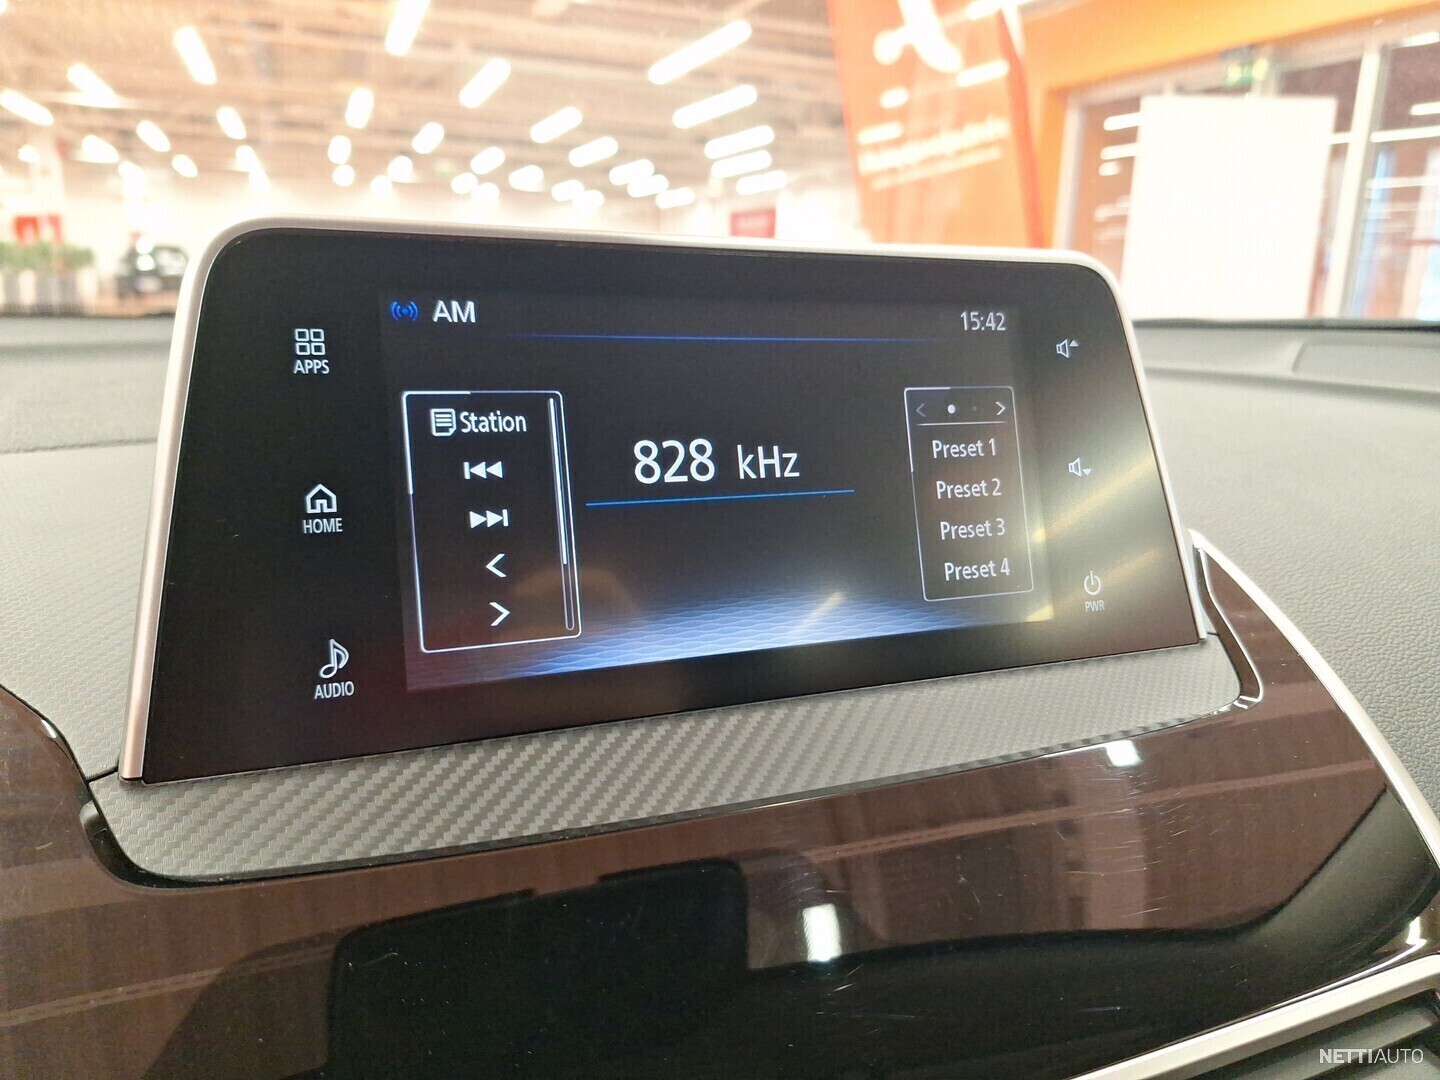 AM
15:42
APPS
Station
828 kHz
Preset 1
Preset 2
Preset 3
Preset 4
HOME
PWR
AUDIO
NETTIAUTO